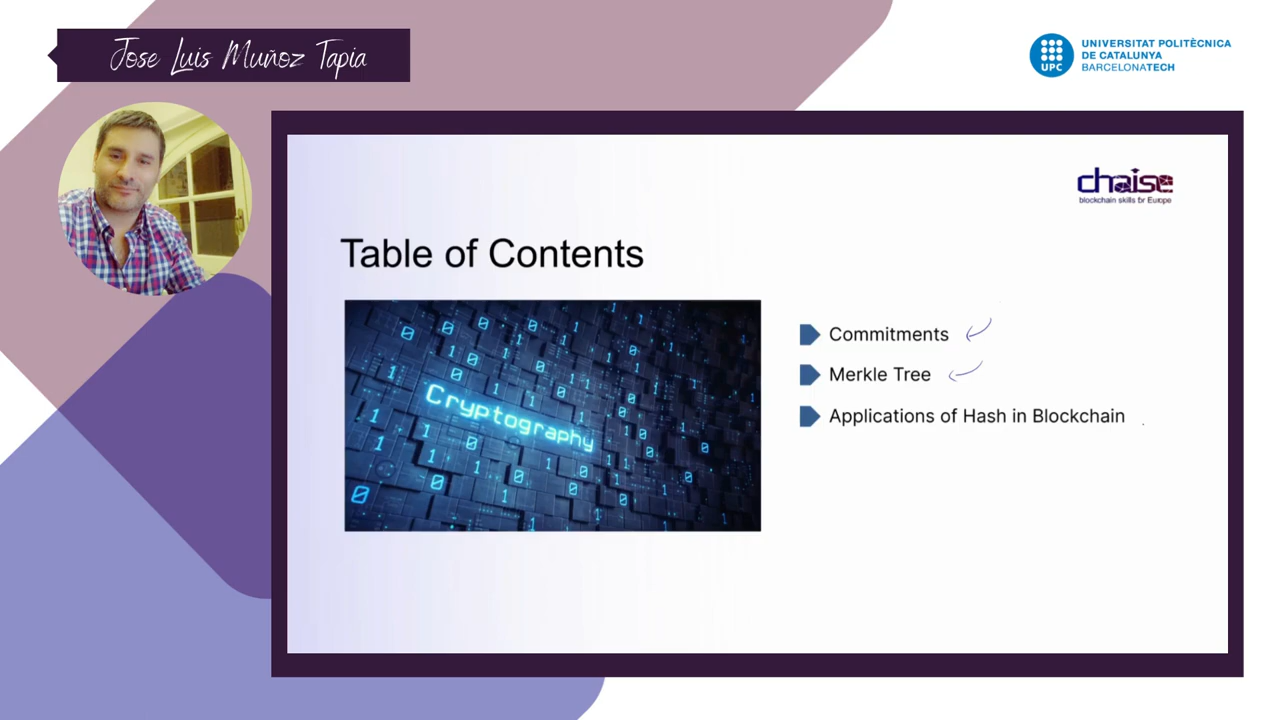 Jose Luis Muñoz Tapia
UPC
UNIVERSITAT POLITÈCNICA
DE CATALUNYA
BARCELONATECH
chaise
blockchain skills for Europe
Table of Contents
Cryptography
Commitments
Merkle Tree
Applications of Hash in Blockchain